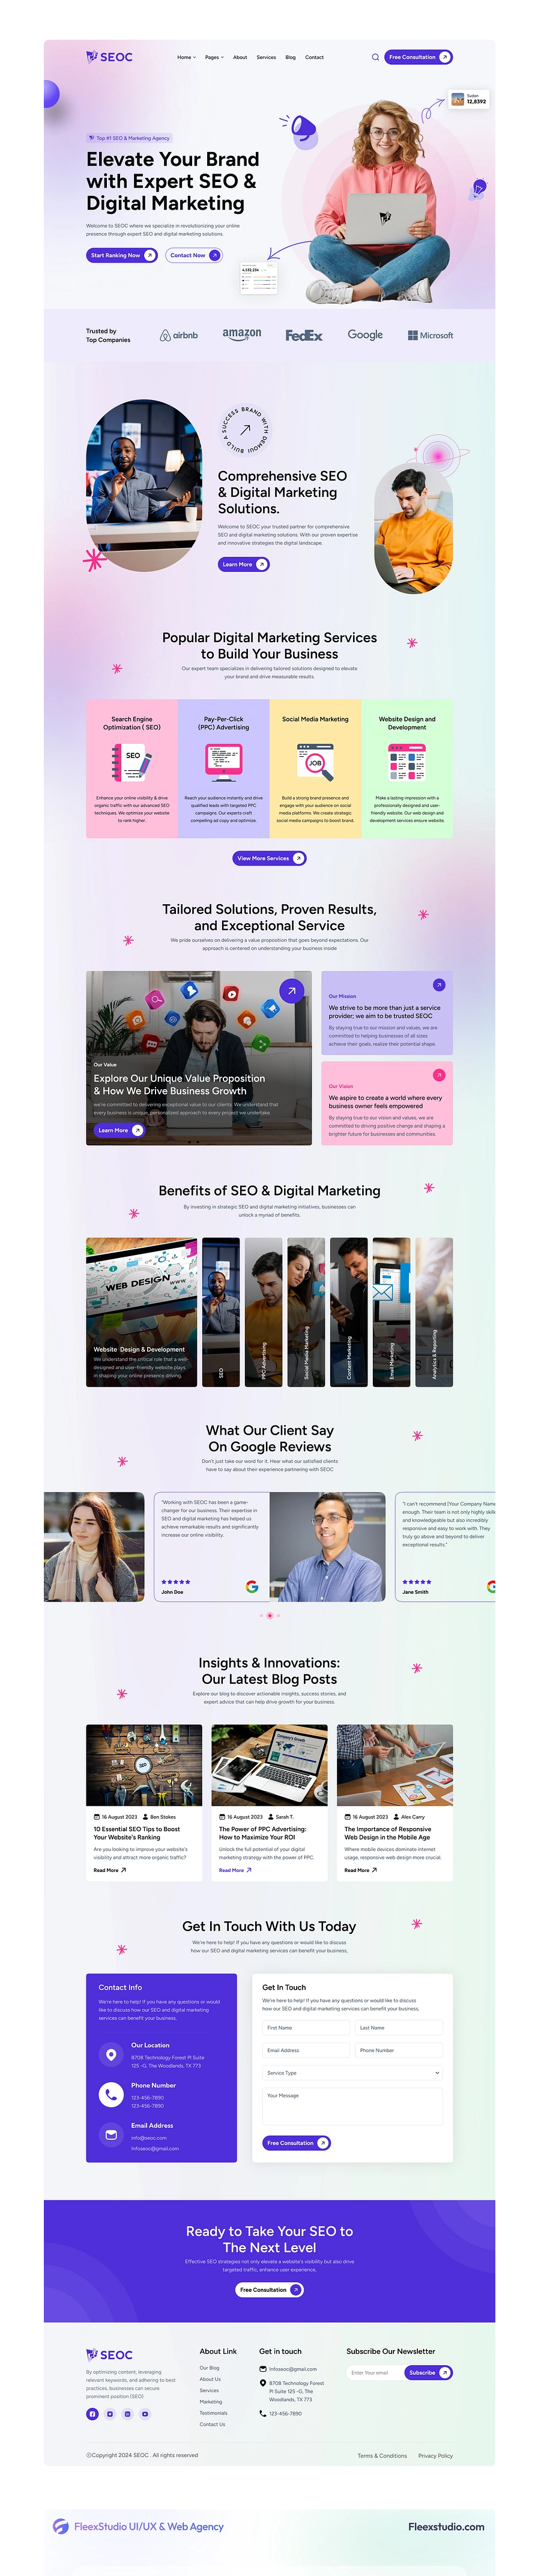 SEOC
Home Pages About Services Blog Contact
Free Consultation
Sudan
12,8392
Top #1 SEO & Marketing Agency
Elevate Your Brand
with Expert SEO &
Digital Marketing
Welcome to SEOC where we specialize in revolutionizing your online
presence through expert SEO and digital marketing solutions.
Start Ranking Now
Contact Now
4,532,234
Trusted by
Top Companies
airbnb
amazon
FedEx
Google
Microsoft
BUILD A SUCCESS BRAND WITH DEMOUI
Comprehensive SEO
& Digital Marketing
Solutions.
Welcome to SEOC your trusted partner for comprehensive
SEO and digital marketing solutions. With our proven expertise
and innovative strategies the digital landscape.
Learn More
Popular Digital Marketing Services
to Build Your Business
Our expert team specializes in delivering tailored solutions designed to elevate
your brand and drive measurable results.
Search Engine
Optimization ( SEO)
SEO
Enhance your online visibility & drive
organic traffic with our advanced SEO
techniques. We optimize your website
to rank higher.
Pay-Per-Click
(PPC) Advertising
Reach your audience instantly and drive
qualified leads with targeted PPC
campaigns. Our experts craft
compelling ad copy and optimise.
Social Media Marketing
JOB
Build a strong brand presence and
engage with your audience on social
media platforms. We create strategic
social media campaigns to boost brand.
Website Design and
Development
Make a lasting impression with a
professionally designed and user-
friendly website. Our web design and
development services ensure website.
View More Services
Tailored Solutions, Proven Results,
and Exceptional Service
We pride ourselves on delivering a value proposition that goes beyond expectations. Our
approach is centered on understanding your business inside
Our Value
Explore Our Unique Value Proposition
& How We Drive Business Growth
we're committed to delivering exceptional value to our clients. We understand that
every business is unique, personalized approach to every project we undertake.
Learn More
Our Mission
We strive to be more than just a service
provider; we aim to be trusted SEOC
By staying true to our mission and values, we are
committed to helping businesses of all sizes
achieve their goals, realize their potential shape.
Our Vision
We aspire to create a world where every
business owner feels empowered
By staying true to our vision and values, we are
committed to driving positive change and shaping a
brighter future for businesses and communities.
Benefits of SEO & Digital Marketing
By investing in strategic SEO and digital marketing initiatives, businesses can
unlock a myriad of benefits.
WEB DESIGN
WWW
Website Design & Development
We understand the critical role that a well-
designed and user-friendly website plays
in shaping your online presence driving.
SEO
PPC Advertising
Social Media Marketing
Content Marketing
Email Marketing
Analytics & Reporting
What Our Client Say
On Google Reviews
Don't just take our word for it. Hear what our satisfied clients
have to say about their experience partnering with SEOC
"Working with SEOC has been a game-
changer for our business. Their expertise in
SEO and digital marketing has helped us
achieve remarkable results and significantly
increase our online visibility.
John Doe
"I can't recommend [Your Company Name
enough. Their team is not only highly skille
and knowledgeable but also incredibly
responsive and easy to work with. They
truly go above and beyond to deliver
exceptional results."
Jane Smith
Insights & Innovations:
Our Latest Blog Posts
Explore our blog to discover actionable insights, success stories, and
expert advice that can help drive growth for your business.
SEO
16 August 2023 Ben Stokes
10 Essential SEO Tips to Boost
Your Website's Ranking
Are you looking to improve your website's
visibility and attract more organic traffic?
Read More
Company's Growth
16 August 2023 Sarah T.
The Power of PPC Advertising:
How to Maximize Your ROI
Unlock the full potential of your digital
marketing strategy with the power of PPC.
Read More
16 August 2023 Alex Carry
The Importance of Responsive
Web Design in the Mobile Age
Where mobile devices dominate internet
usage, responsive web design more crucial.
Read More
Get In Touch With Us Today
We're here to help! If you have any questions or would like to discuss
how our SEO and digital marketing services can benefit your business,
Contact Info
We're here to help! If you have any questions or would
like to discuss how our SEO and digital marketing
services can benefit your business,
Our Location
8708 Technology Forest Pl Suite
125 -G, The Woodlands, TX 773
Phone Number
123-456-7890
123-456-7890
Email Address
info@seoc.com
Infoseoc@gmail.com
Get In Touch
We're here to help! If you have any questions or would like to discuss
how our SEO and digital marketing services can benefit your business,
First Name
Last Name
Email Address
Phone Number
Service Type
Your Message
Free Consultation
Ready to Take Your SEO to
The Next Level
Effective SEO strategies not only elevate a website's visibility but also drive
targeted traffic, enhance user experience,
Free Consultation
SEOC
By optimizing content, leveraging
relevant keywords, and adhering to best
practices, businesses can secure
prominent position (SEO)
About Link
Our Blog
About Us
Services
Marketing
Testimonials
Contact Us
Get in touch
infoseoc@gmail.com
8708 Technology Forest
Pl Suite 125 -G, The
Woodlands, TX 773
123-456-7890
Subscribe Our Newsletter
Enter Your email
Subscribe
©Copyright 2024 SEOC . All rights reserved
Terms & Conditions
Privacy Policy
FleexStudio UI/UX & Web Agency
Fleexstudio.com